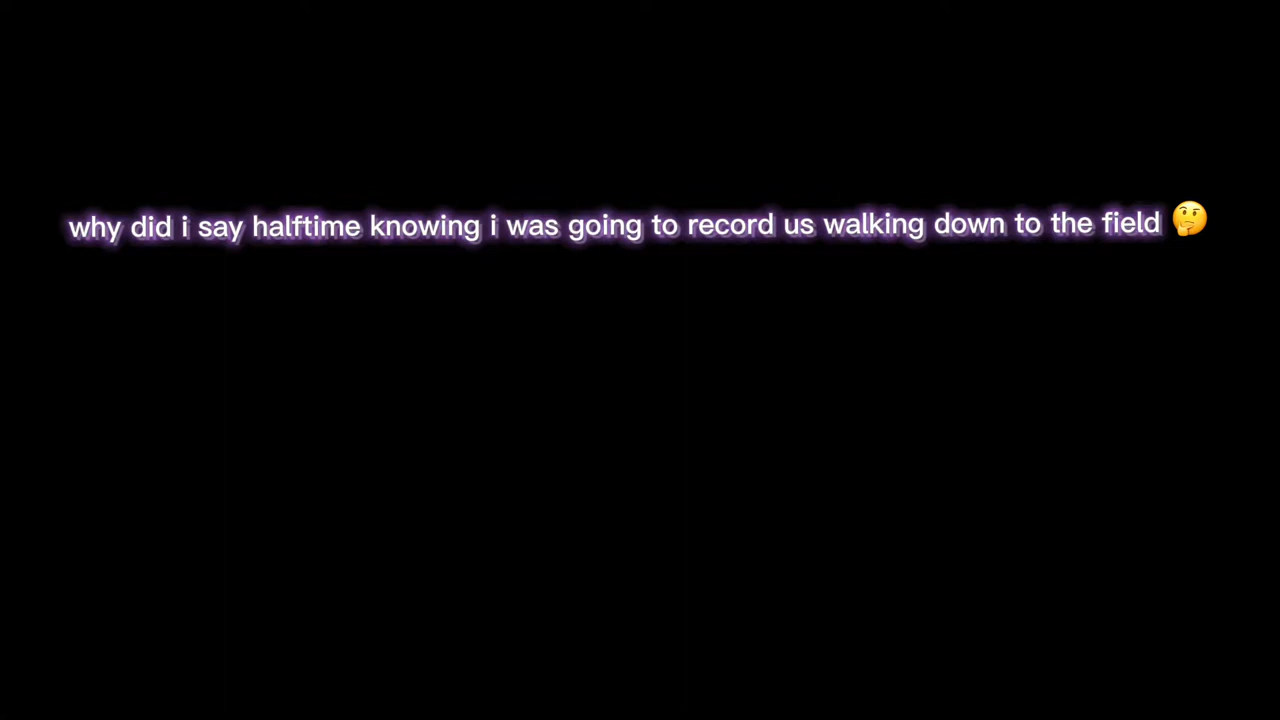 why did i say halftime knowing i was going to record us walking down to the field 🤔